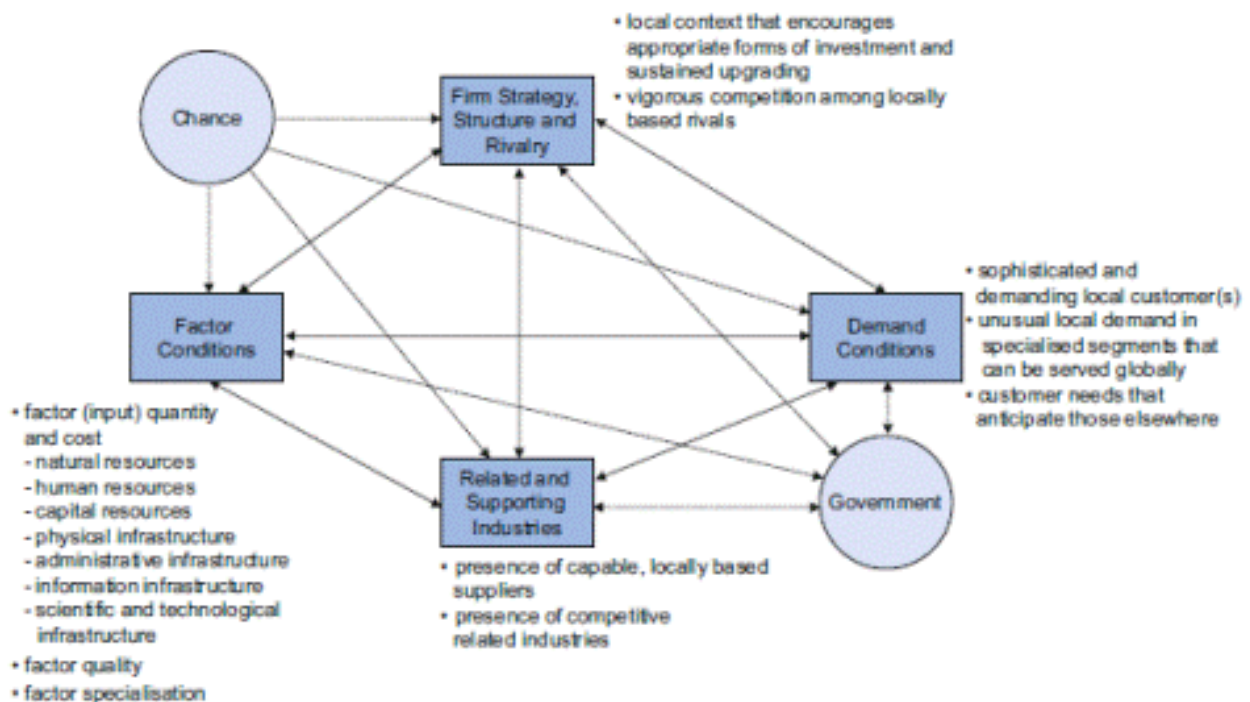 • local context that encourages
appropriate forms of investment and
sustained upgrading
• vigorous competition among locally
based rivals
Chance
Firm Strategy,
Structure and
Rivalry
• sophisticated and
demanding local customer(s)
• unusual local demand in
specialised segments that
can be served globally
• customer needs that
anticipate those elsewhere
Factor
Conditions
Demand
Conditions
• factor (input) quantity
and cost
- natural resources
- human resources
- capital resources
- physical infrastructure
- administrative infrastructure
- information infrastructure
- scientific and technological
infrastructure
• factor quality
• factor specialisation
Related and
Supporting
Industries
Government
• presence of capable, locally based
suppliers
• presence of competitive
related industries